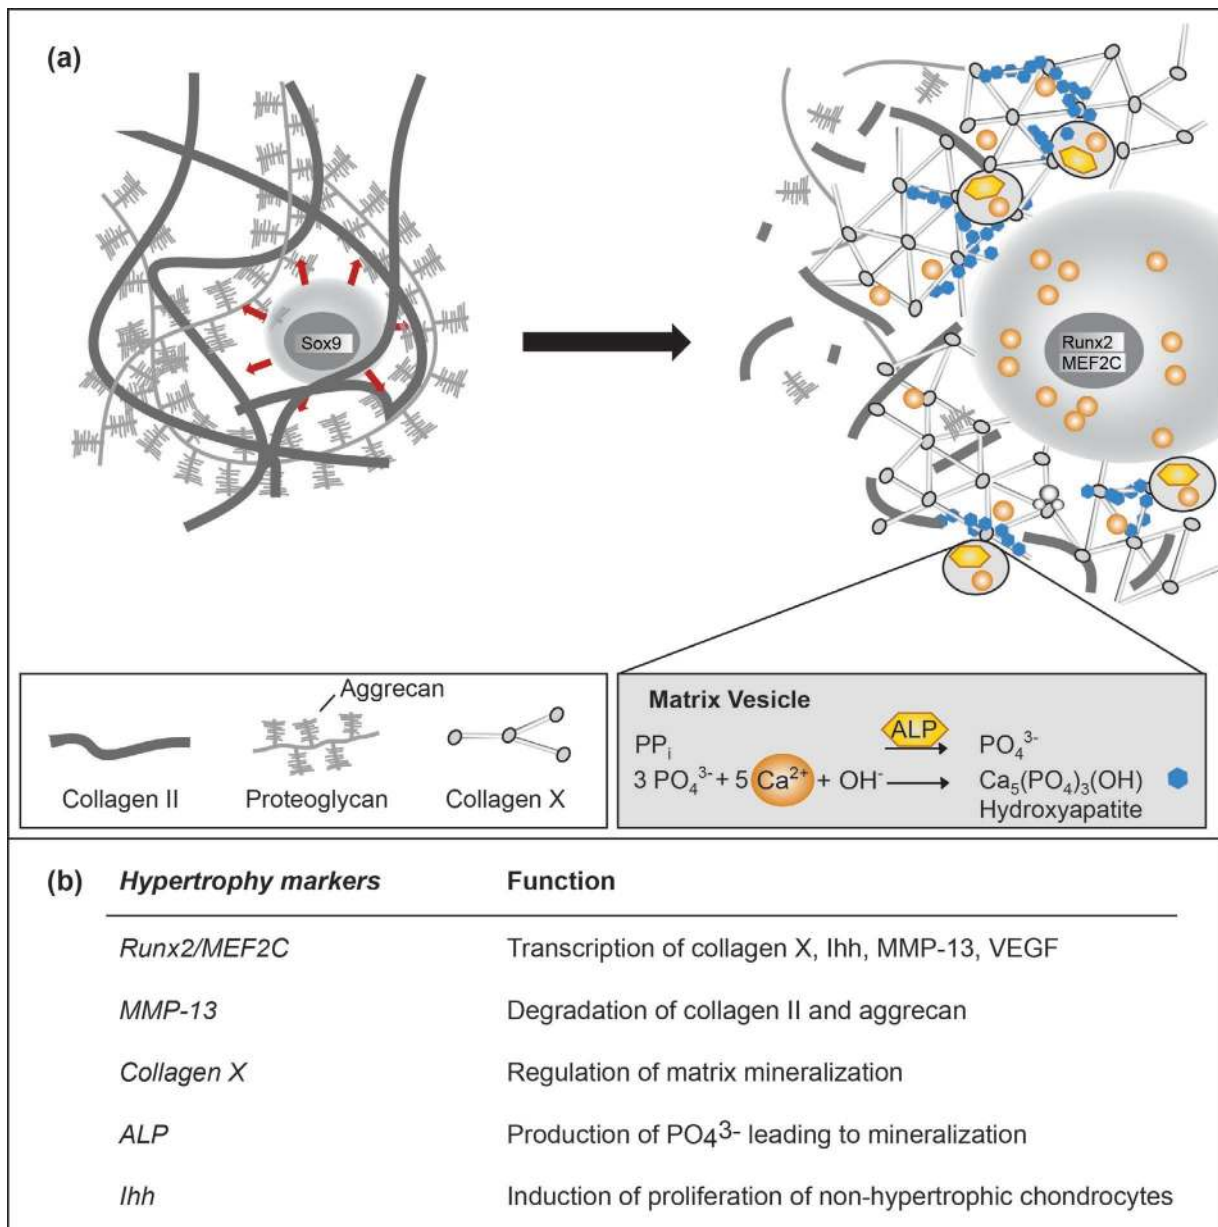 (a)
Sox9
Runx2
MEF2C
Aggrecan
Collagen II
Proteoglycan
Collagen X
Matrix Vesicle
PPᵢ ALP PO₄³⁻
3 PO₄³⁻ + 5 Ca²⁺ + OH⁻ Ca₅(PO₄)₃(OH)
Hydroxyapatite
(b) Hypertrophy markers Function
Runx2/MEF2C Transcription of collagen X, Ihh, MMP-13, VEGF
MMP-13 Degradation of collagen II and aggrecan
Collagen X Regulation of matrix mineralization
ALP Production of PO4³⁻ leading to mineralization
Ihh Induction of proliferation of non-hypertrophic chondrocytes